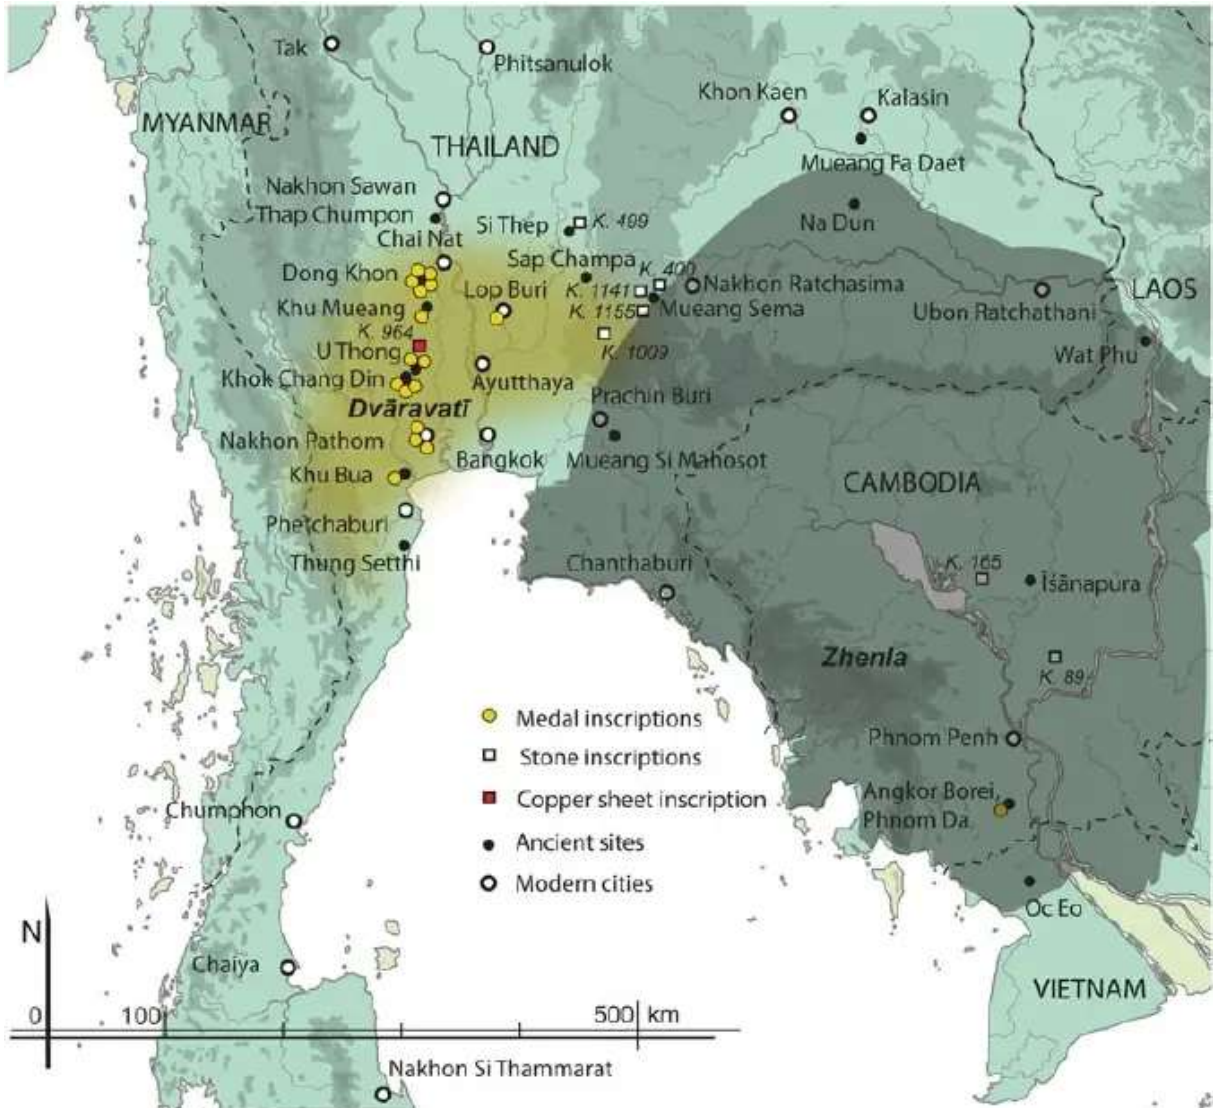 Tak
Phitsanulok
Khon Kaen
Kalasin
MYANMAR
THAILAND
Mueang Fa Daet
Nakhon Sawan
Thap Chumpon
Si Thep
K. 499
Na Dun
Chai Nat
Sap Champa
K. 400
Dong Khon
Lop Buri
K. 1141
Nakhon Ratchasima
LAOS
Khu Mueang
K. 1155
Mueang Sema
Ubon Ratchathani
K. 964
U Thong
K. 1009
Wat Phu
Khok Chang Din
Ayutthaya
Dvāravatī
Prachin Buri
Nakhon Pathom
Bangkok
Mueang Si Mahosot
Khu Bua
CAMBODIA
Phetchaburi
Thung Setthi
Chanthaburi
K. 165
Īśānapura
Zhenla
K. 89
Medal inscriptions
Stone inscriptions
Phnom Penh
Copper sheet inscription
Angkor Borei,
Phnom Da
Chumphon
Ancient sites
Modern cities
Oc Eo
N
Chaiya
VIETNAM
0 100 500 km
Nakhon Si Thammarat